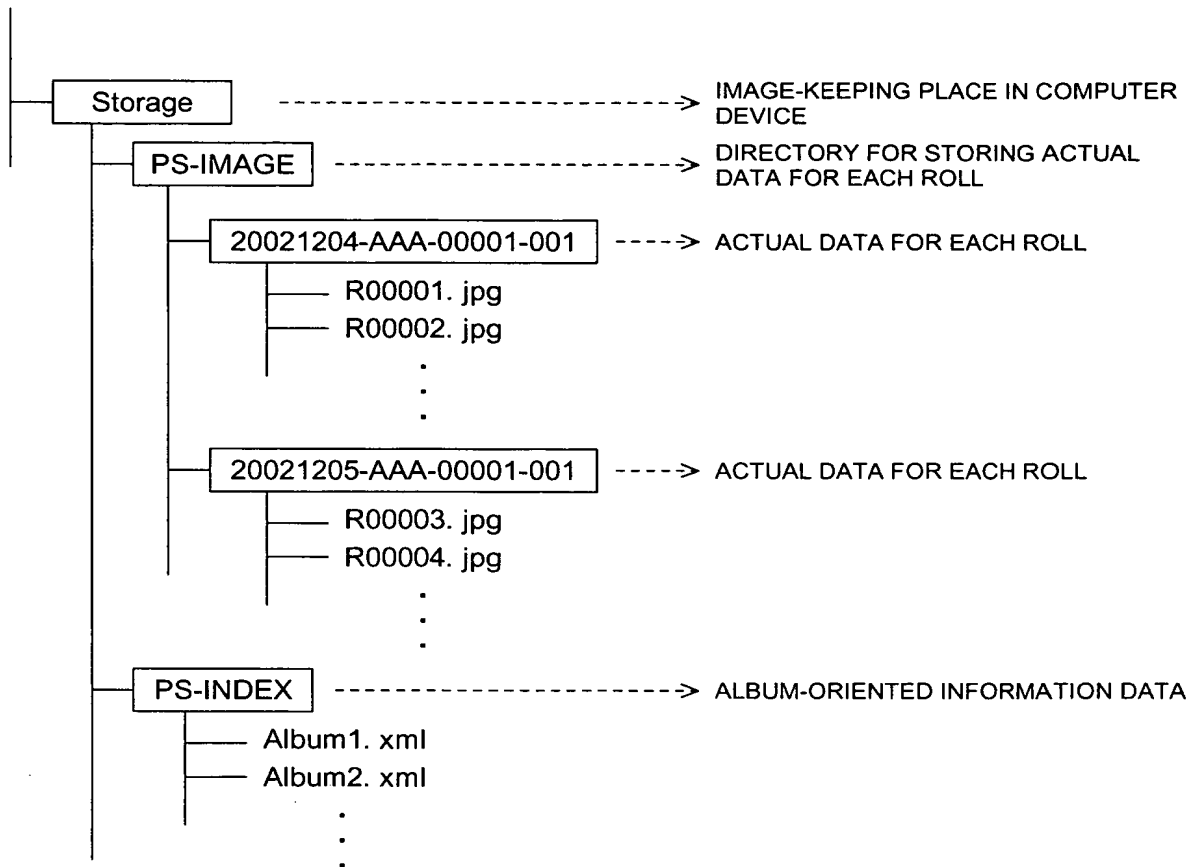 Storage
IMAGE-KEEPING PLACE IN COMPUTER
DEVICE
PS-IMAGE
DIRECTORY FOR STORING ACTUAL
DATA FOR EACH ROLL
20021204-AAA-00001-001
ACTUAL DATA FOR EACH ROLL
R00001. jpg
R00002. jpg
20021205-AAA-00001-001
ACTUAL DATA FOR EACH ROLL
R00003. jpg
R00004. jpg
PS-INDEX
ALBUM-ORIENTED INFORMATION DATA
Album1. xml
Album2. xml